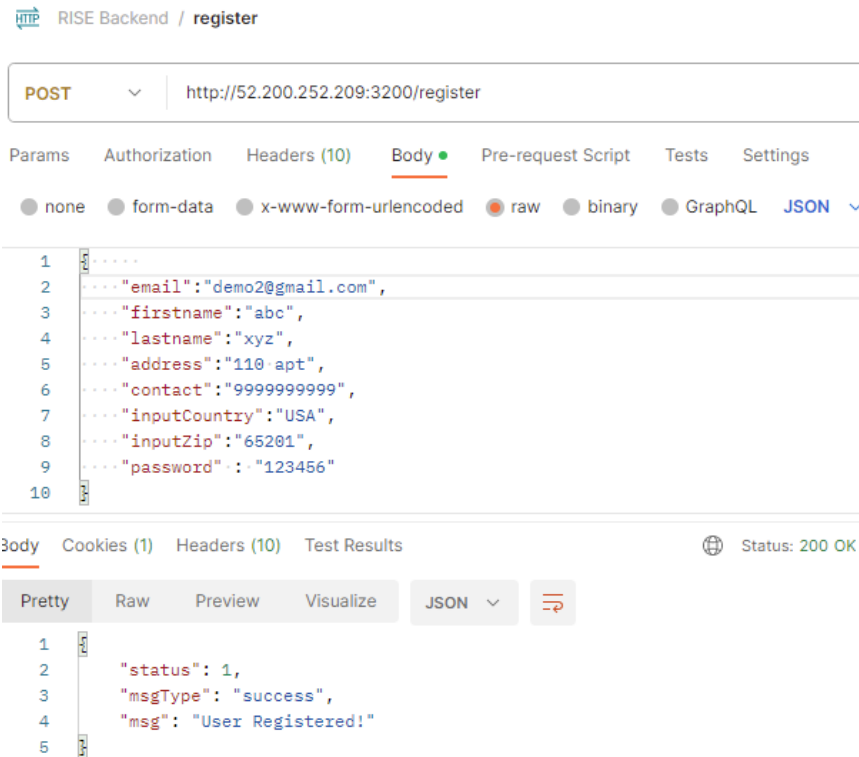 HTTP RISE Backend / register
POST http://52.200.252.209:3200/register
Params Authorization Headers (10) Body Pre-request Script Tests Settings
none form-data x-www-form-urlencoded raw binary GraphQL JSON
1 {
2 "email":"demo2@gmail.com",
3 "firstname":"abc",
4 "lastname":"xyz",
5 "address":"110 apt",
6 "contact":"9999999999",
7 "inputCountry":"USA",
8 "inputZip":"65201",
9 "password" : "123456"
10 }
Body Cookies (1) Headers (10) Test Results Status: 200 OK
Pretty Raw Preview Visualize JSON
1 {
2 "status": 1,
3 "msgType": "success",
4 "msg": "User Registered!"
5 }